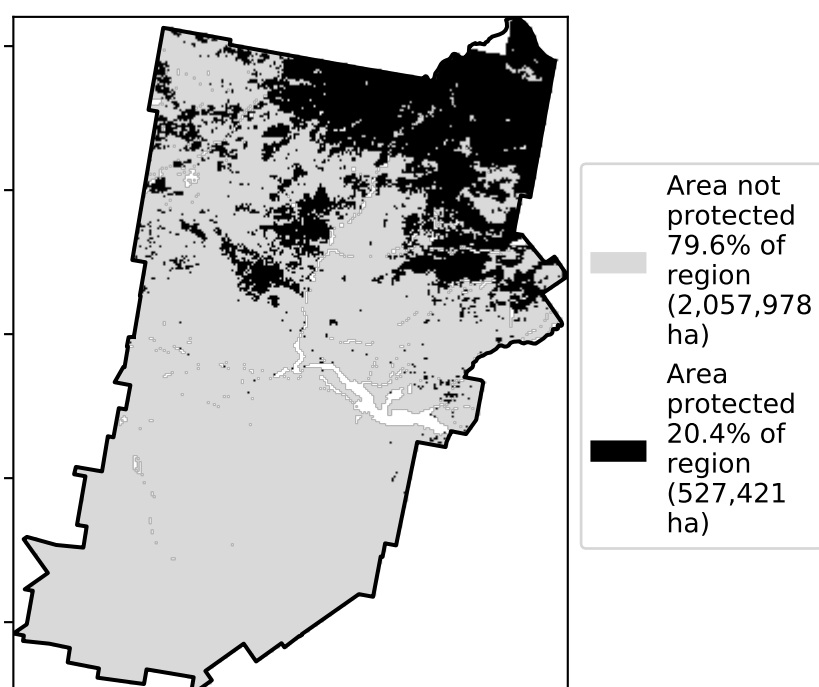 Area not
protected
79.6% of
region
(2,057,978
ha)
Area
protected
20.4% of
region
(527,421
ha)